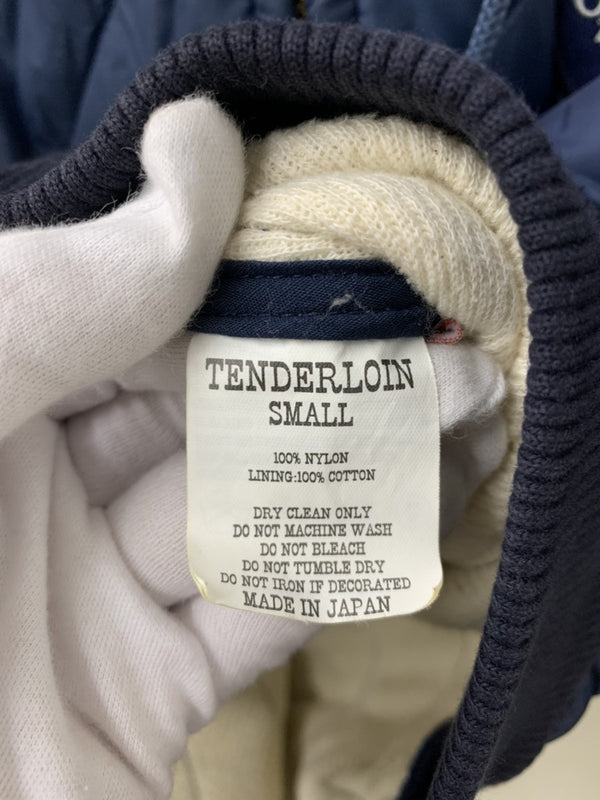 TENDERLOIN
SMALL
100% NYLON
LINING:100% COTTON
DRY CLEAN ONLY
DO NOT MACHINE WASH
DO NOT BLEACH
DO NOT TUMBLE DRY
DO NOT IRON IF DECORATED
MADE IN JAPAN